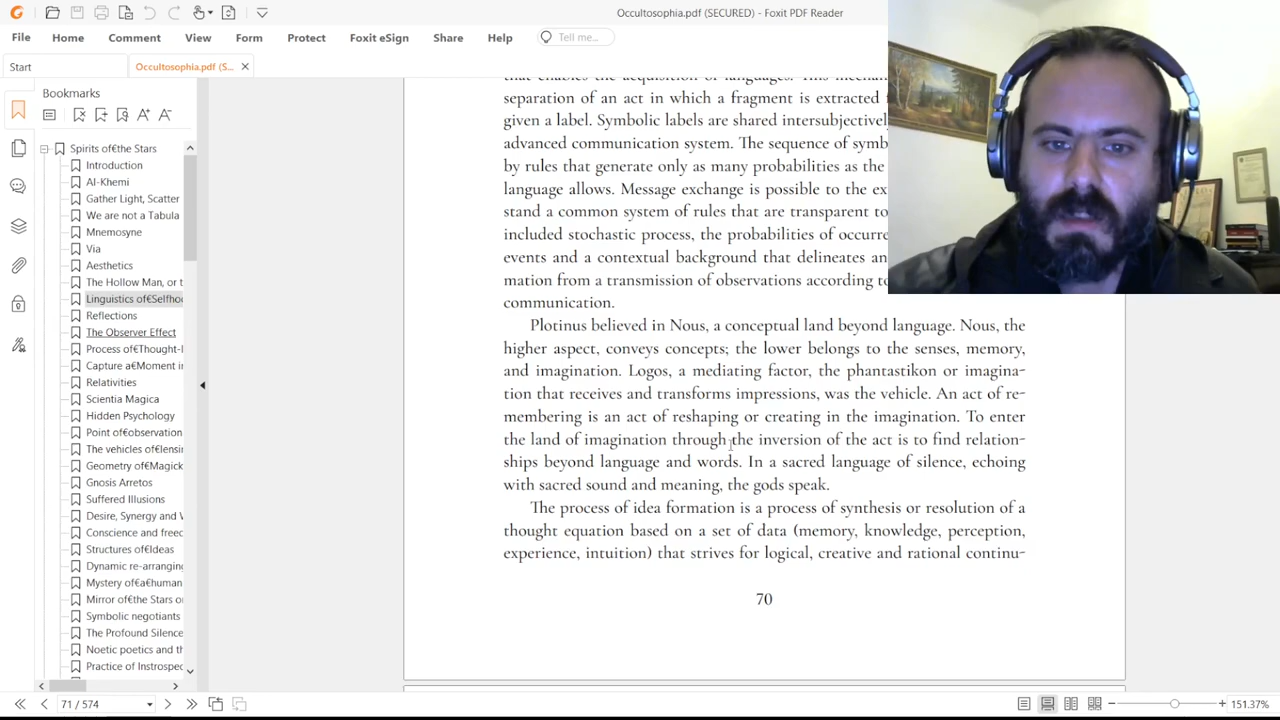 Occultosophia.pdf (SECURED) - Foxit PDF Reader
File Home Comment View Form Protect Foxit eSign Share Help Tell me...
Start
Occultosophia.pdf (S...
Bookmarks
Spirits of€the Stars
Introduction
Al-Khemi
Gather Light, Scatter
We are not a Tabula
Mnemosyne
Via
Aesthetics
The Hollow Man, or t
Linguistics of€Selfhoo
Reflections
The Observer Effect
Process of€Thought-
Capture a€Moment i
Relativities
Scientia Magica
Hidden Psychology
Point of€observation
The vehicles of€lensin
Geometry of€Magick
Gnosis Arretos
Suffered Illusions
Desire, Synergy and
Conscience and freed
Structures of€Ideas
Dynamic re-arrangin
Mystery of€a€human
Mirror of€the Stars o
Symbolic negotiants
The Profound Silence
Noetic poetics and th
Practice of Instrospe
that enables the acquisition of languages. This
separation of an act in which a fragment is extracted
given a label. Symbolic labels are shared intersubjectively
advanced communication system. The sequence of symb
by rules that generate only as many probabilities as the
language allows. Message exchange is possible to the ex
stand a common system of rules that are transparent to
included stochastic process, the probabilities of occurre
events and a contextual background that delineates an
mation from a transmission of observations according to
communication.
Plotinus believed in Nous, a conceptual land beyond language. Nous, the
higher aspect, conveys concepts; the lower belongs to the senses, memory,
and imagination. Logos, a mediating factor, the phantastikon or imagina-
tion that receives and transforms impressions, was the vehicle. An act of re-
membering is an act of reshaping or creating in the imagination. To enter
the land of imagination through the inversion of the act is to find relation-
ships beyond language and words. In a sacred language of silence, echoing
with sacred sound and meaning, the gods speak.
The process of idea formation is a process of synthesis or resolution of a
thought equation based on a set of data (memory, knowledge, perception,
experience, intuition) that strives for logical, creative and rational continu-
70
71 / 574
151.37%